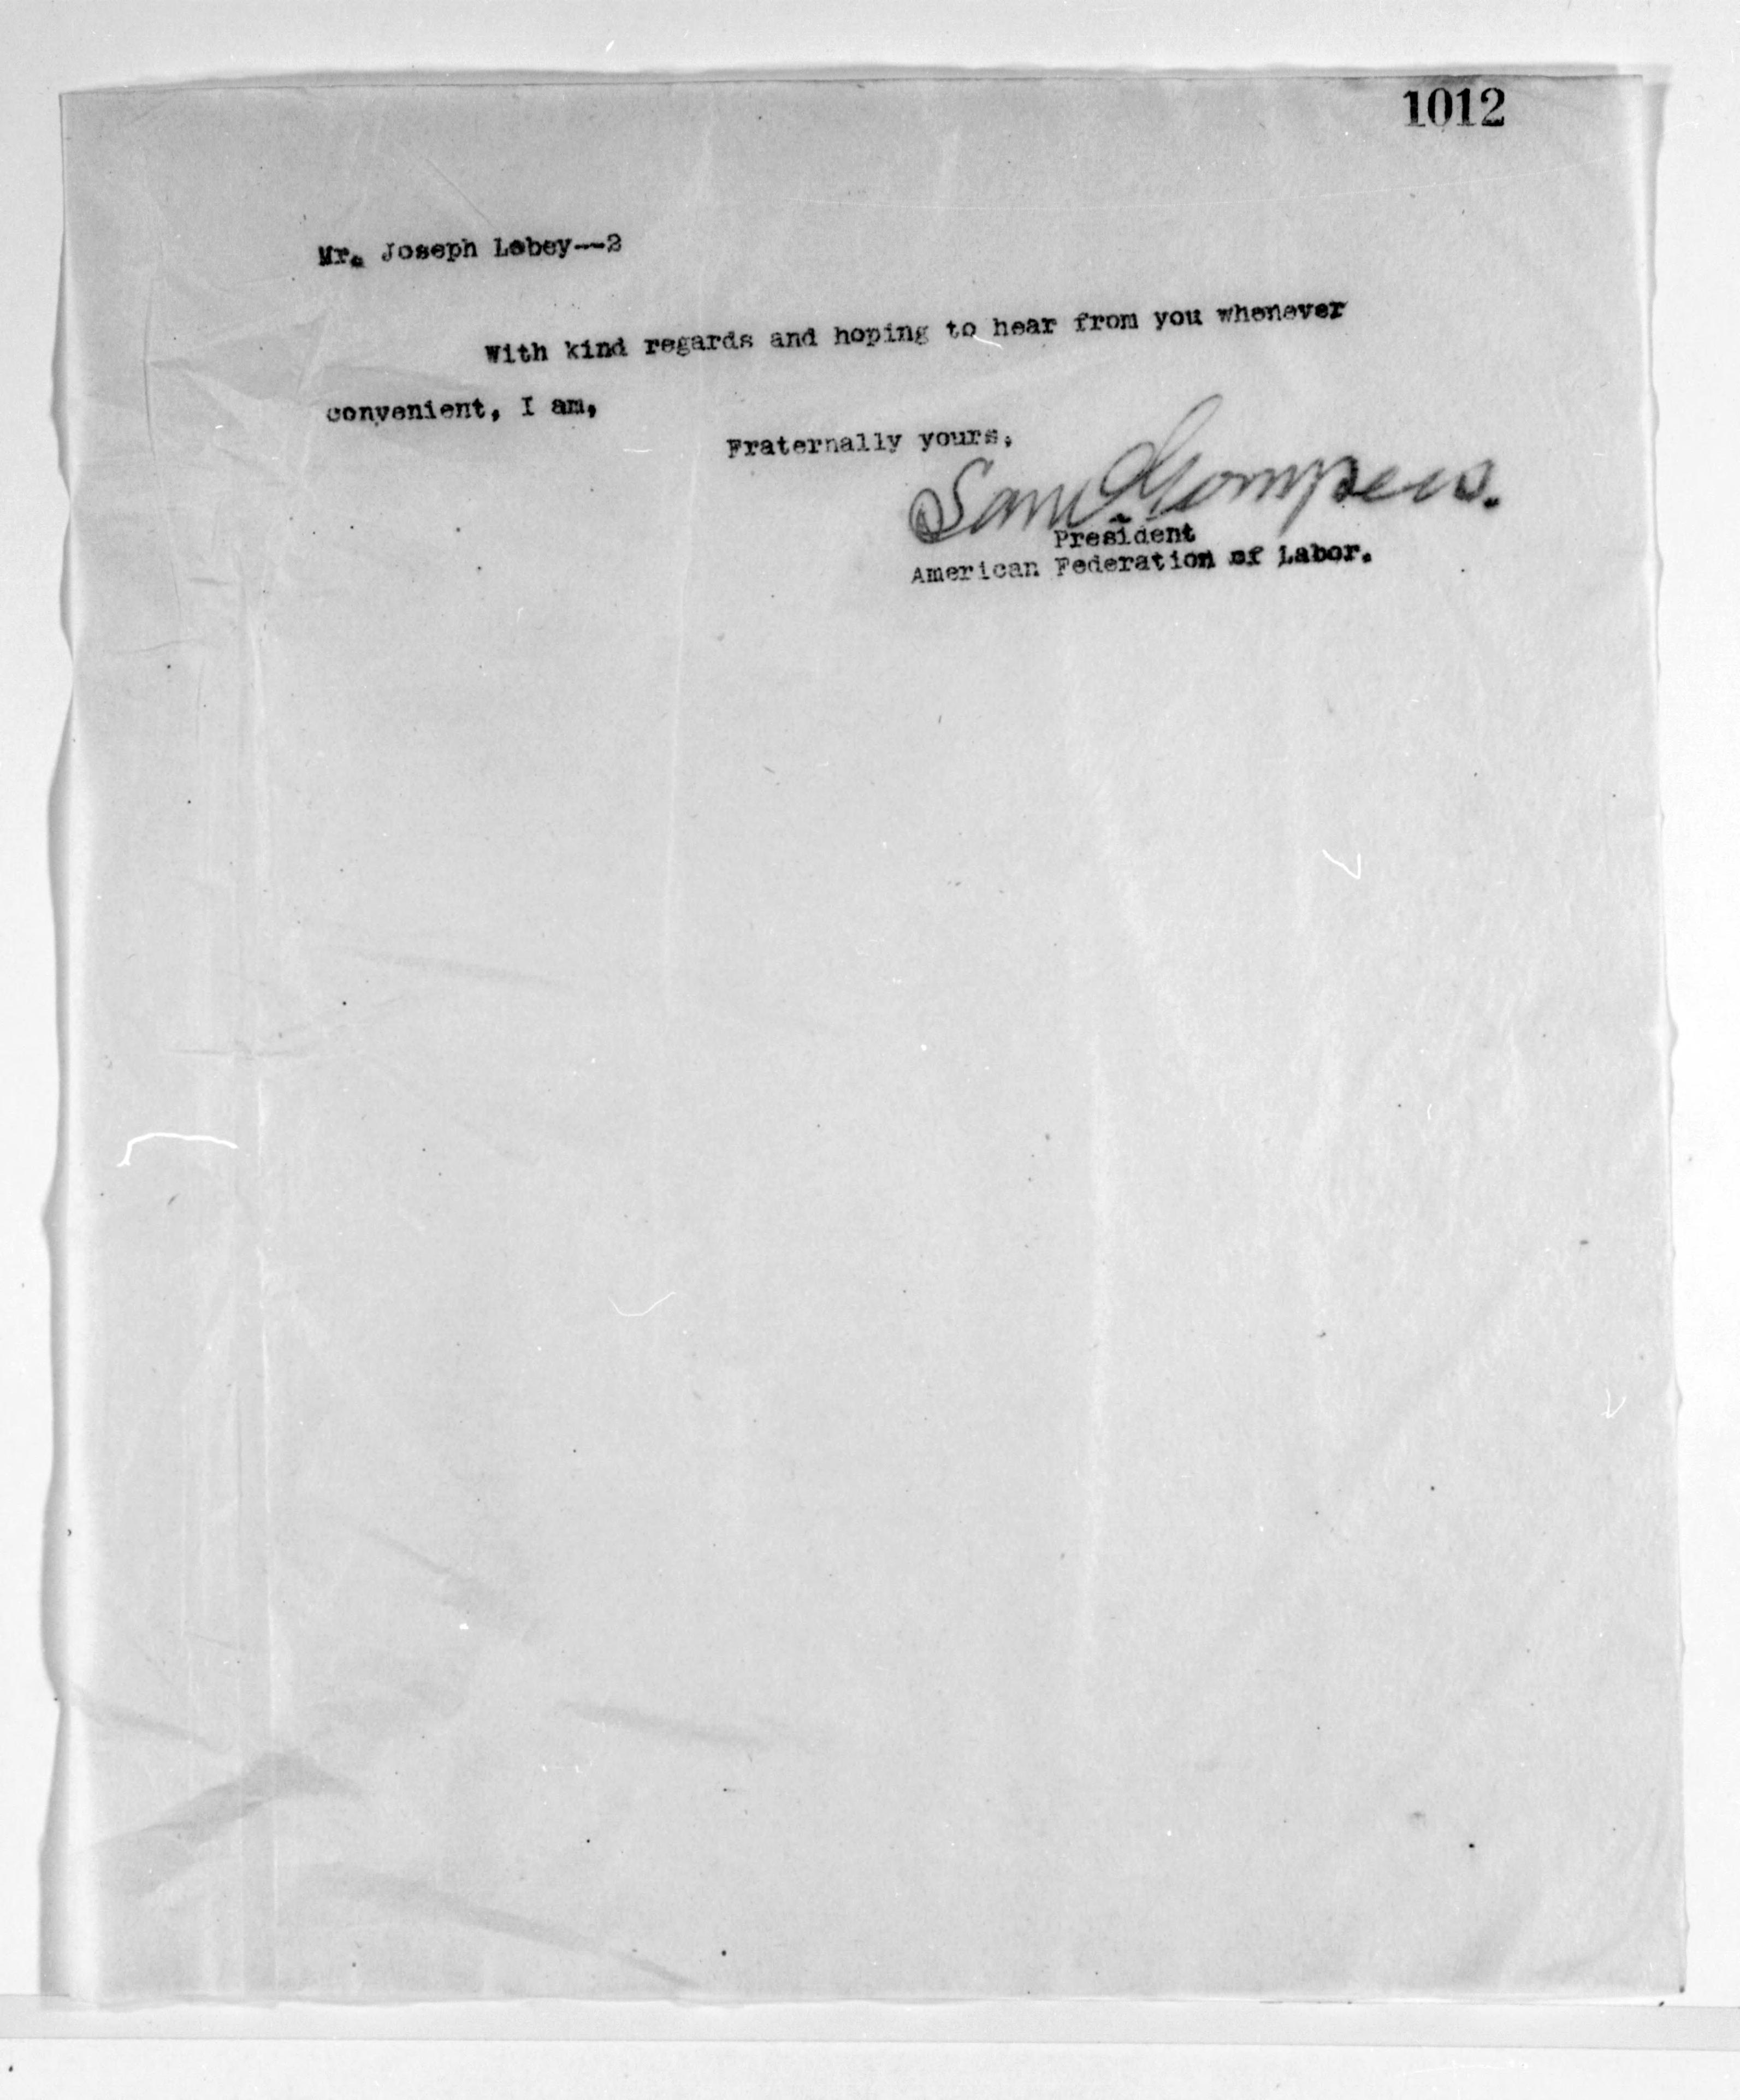 1012
Mr. Joseph Lobey--2
With kind regards and hoping to hear from you whenever
convenient, I am,
Fraternally yours,
Saml Gompers.
President
American Federation of Labor.